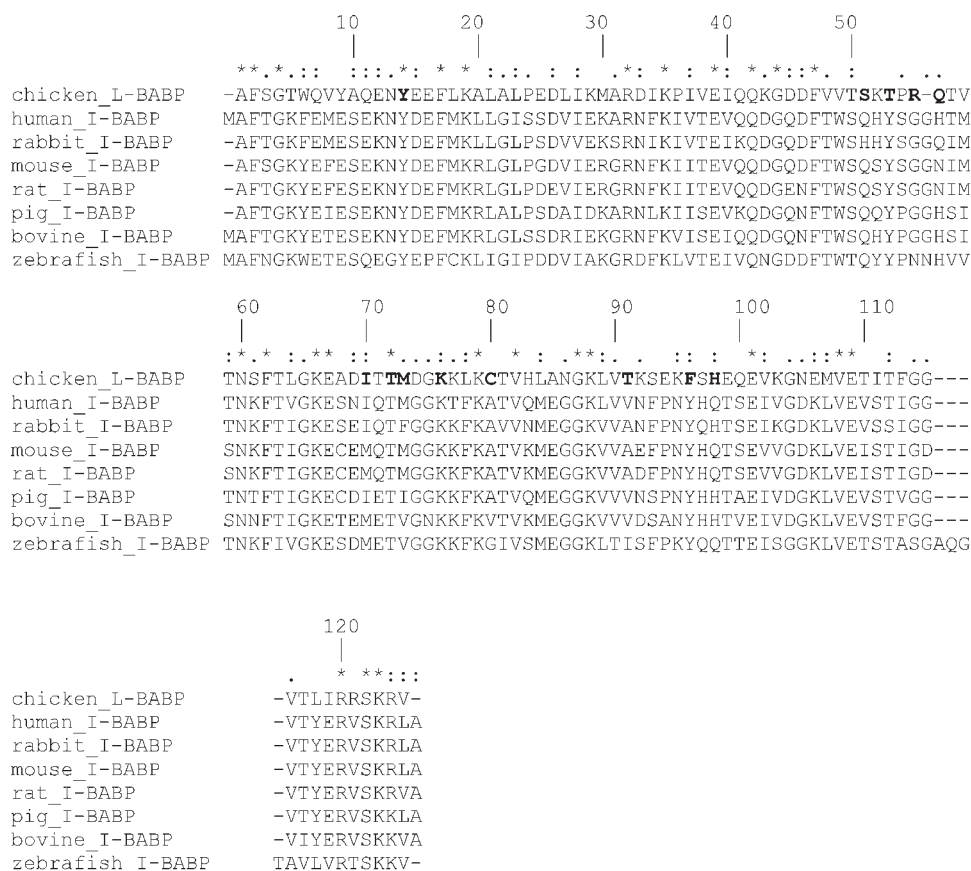 10 20 30 40 50
| | | | |
**.*.:: ::::.*: * * .: .: :.:* :* .*: *.**:*. : . ..
chicken_L-BABP -AFSGTWQVYAQENYEEFLKALALPEDLIKMARDIKPIVEIQQKGDDFVVTSKTPR-QTV
human_I-BABP MAFTGKFEMESEKNYDEFMKLLGISSDVIEKARNFKIVTEVQQDGQDFTWSQHYSGGHTM
rabbit_I-BABP -AFTGKFEMESEKNYDEFMKLLGISSDVVEKSRNIKIVTEIKQDGQDFTWSHHYSGGQIM
mouse_I-BABP -AFSGKYEFESEKNYDEFMKRLGLPGDVIERGRNFKIITEVQQDGQDFTWSQSYSGGNIM
rat_I-BABP -AFTGKYEFESEKNYDEFMKRLGLPDEVIERGRNFKIITEVQQDGENFTWSQSYSGGNIM
pig_I-BABP -AFTGKYEIESEKNYDEFMKRLALPSDAIDKARNLKIISEVKQDGQNFTWSQQYPGGHSI
bovine_I-BABP MAFTGKYETESEKNYDEFMKRLGLSSDRIEKGRNFKVISEIQQDGQNFTWSQHYPGGHSI
zebrafish_I-BABP MAFNGKWETESQEGYEPFCKLIGIPDDVIAKGRDFKLVTEIVQNGDDFTWTQYYPNNHVV
60 70 80 90 100 110
| | | | | |
:*.* .: ** .:: *..:.:* * : .**: . :: : *: .:** : ..
chicken_L-BABP TNSFTLGKEADITTMDGKKLKCTVHLANGKLVTKSEKFSHEQEVKGNEMVETITFGG---
human_I-BABP TNKFTVGKESNIQTMGGKTFKATVQMEGGKLVVNFPNYHQTSEIVGDKLVEVSTIGG---
rabbit_I-BABP TNKFTIGKESEIQTFGGKKFKAVVNMEGGKVVANFPNYQHTSEIKGDKLVEVSSIGG---
mouse_I-BABP SNKFTIGKECEMQTMGGKKFKATVKMEGGKVVAEFPNYHQTSEVVGDKLVEISTIGD---
rat_I-BABP SNKFTIGKECEMQTMGGKKFKATVKMEGGKVVADFPNYHQTSEVVGDKLVEISTIGD---
pig_I-BABP TNTFTIGKECDIETIGGKKFKATVQMEGGKVVVNSPNYHHTAEIVDGKLVEVSTVGG---
bovine_I-BABP SNNFTIGKETEMETVGNKKFKVTVKMEGGKVVVDSANYHHTVEIVDGKLVEVSTFGG---
zebrafish_I-BABP TNKFIVGKESDMETVGGKKFKGIVSMEGGKLTISFPKYQQTTEISGGKLVETSTASGAQG
120
|
. * **:::
chicken_L-BABP -VTLIRRSKRV-
human_I-BABP -VTYERVSKRLA
rabbit_I-BABP -VTYERVSKRLA
mouse_I-BABP -VTYERVSKRLA
rat_I-BABP -VTYERVSKRVA
pig_I-BABP -VTYERVSKKLA
bovine_I-BABP -VIYERVSKKVA
zebrafish I-BABP TAVLVRTSKKV-